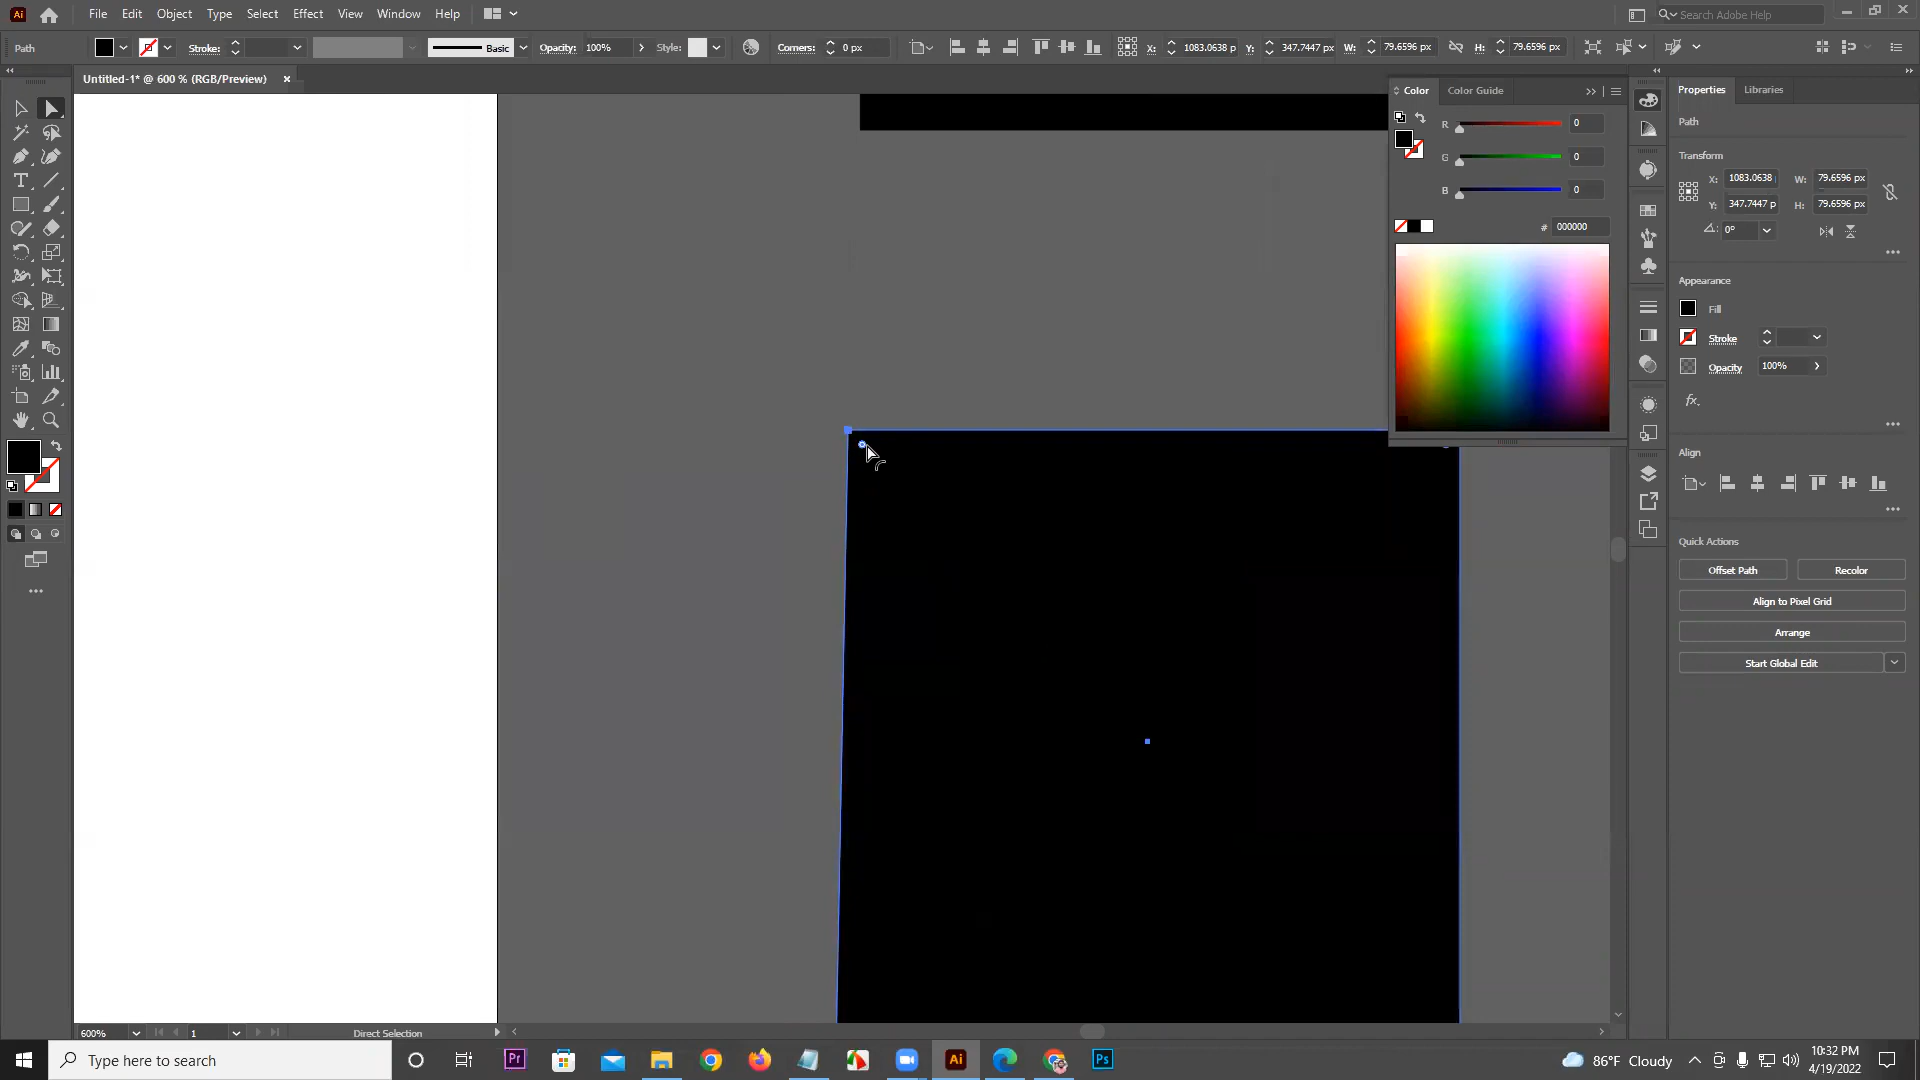 Ai File Edit Object Type Select Effect View Window Help Search Adobe Help
Path Stroke: Basic Opacity: 100% Style: Corners: 0 px X: 1083.0638 p Y: 347.7447 px W: 79.6596 px H: 79.6596 px
Untitled-1* @ 600 % (RGB/Preview)
Color Color Guide
R 0
G 0
B 0
# 000000
Properties Libraries
Path
Transform
X: 1083.0638 W: 79.6596 px
Y: 347.7447 p H: 79.6596 px
0°
Appearance
Fill
Stroke
Opacity 100%
fx.
Align
Quick Actions
Offset Path Recolor
Align to Pixel Grid
Arrange
Start Global Edit
600% 1 Direct Selection
Type here to search Pr Ai Ps 86°F Cloudy
10:32 PM
4/19/2022